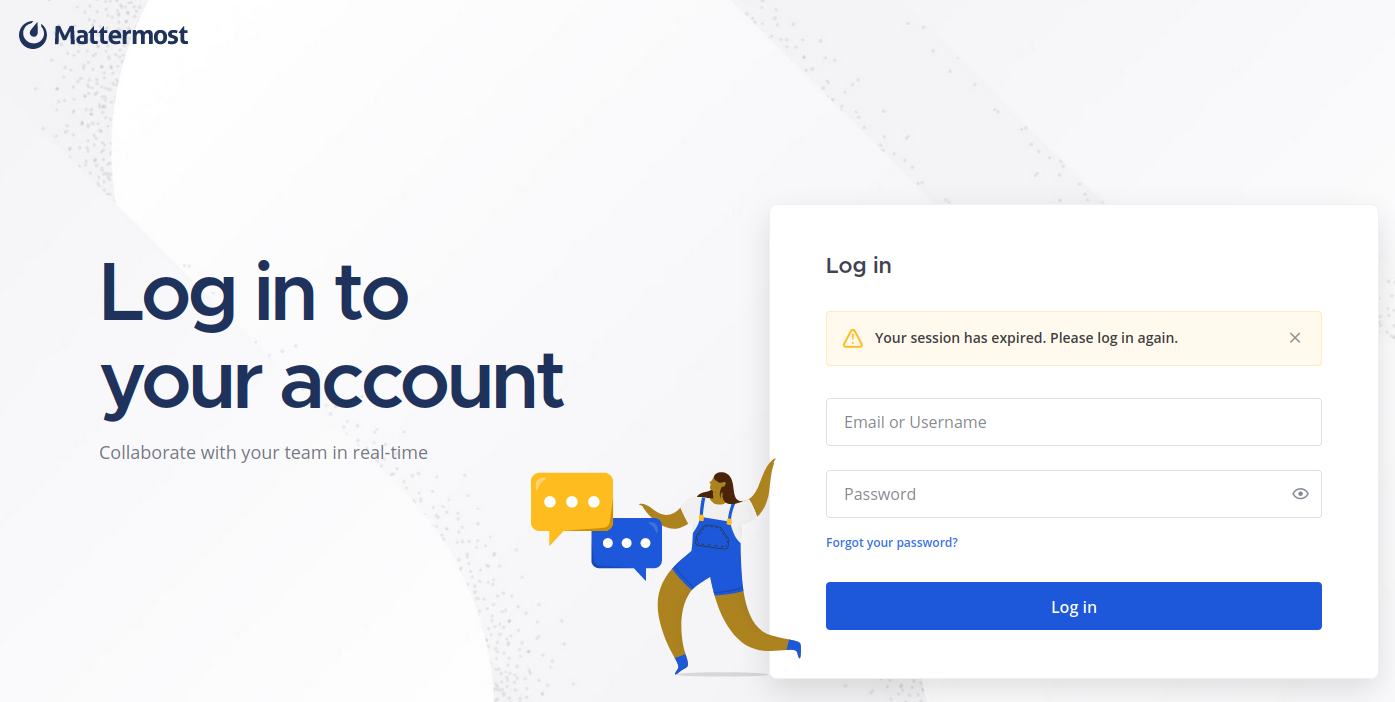 Mattermost
Log in to
your account
Collaborate with your team in real-time
Log in
Your session has expired. Please log in again.
Email or Username
Password
Forgot your password?
Log in